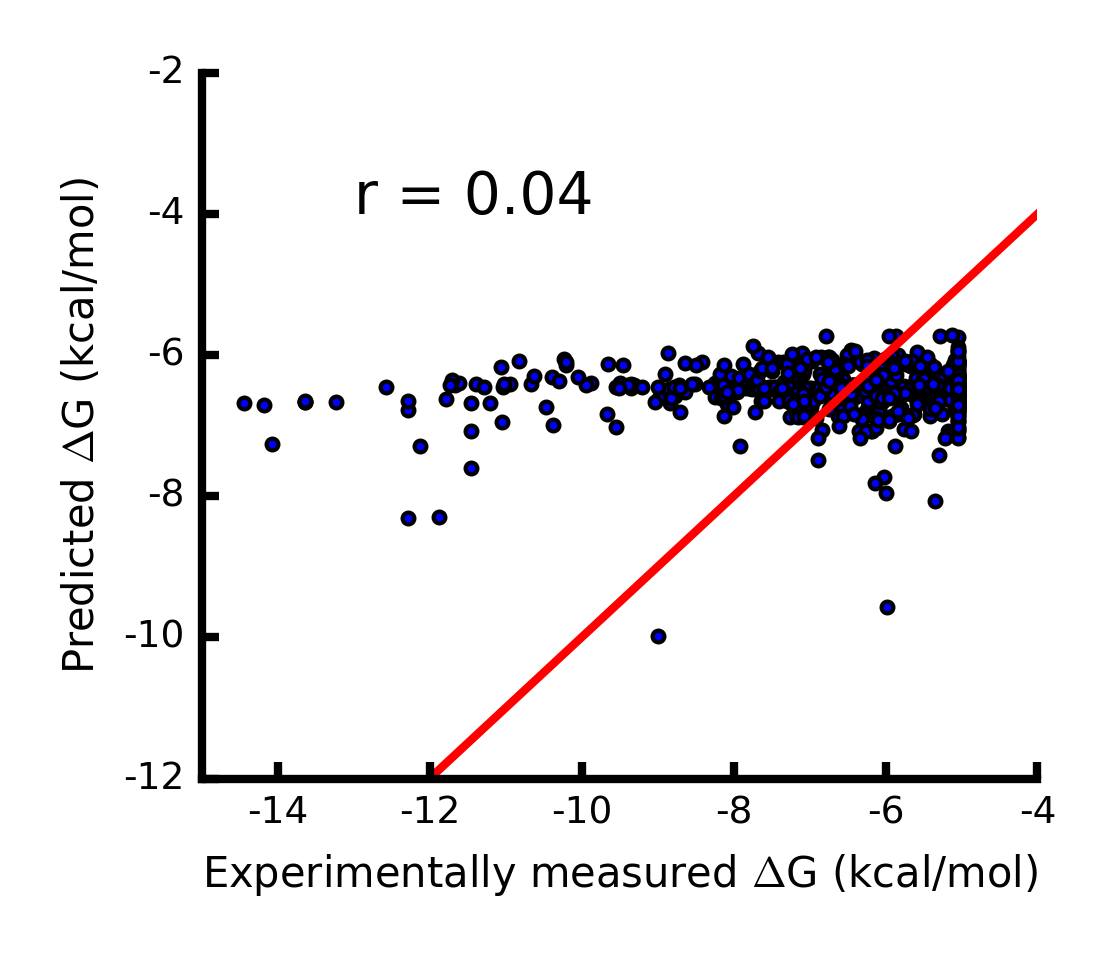 -2
-4
-6
-8
-10
-12
Predicted ΔG (kcal/mol)
r = 0.04
-14 -12 -10 -8 -6 -4
Experimentally measured ΔG (kcal/mol)